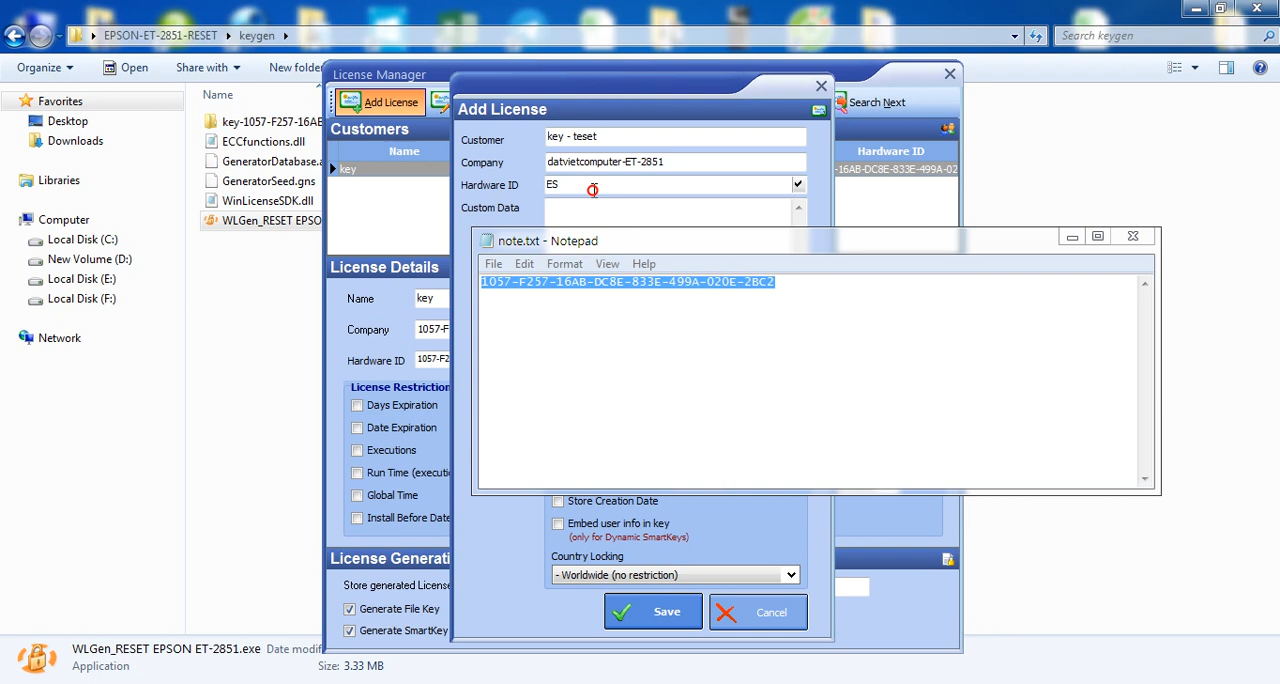 EPSON-ET-2851-RESET
keygen
Search keygen
Organize
Open
Share with
New folder
Favorites
Desktop
Downloads
Libraries
Computer
Local Disk (C:)
New Volume (D:)
Local Disk (E:)
Local Disk (F:)
Network
Name
key-1057-F257-16AB
ECCfunctions.dll
GeneratorDatabase.a
GeneratorSeed.gns
WinLicenseSDK.dll
WLGen_RESET EPSO
License Manager
Add License
Search Next
Customers
Name
Hardware ID
key
-16AB-DC8E-833E-499A-02
License Details
Name
key
Company
1057-F
Hardware ID
1057-F2
License Restriction
Days Expiration
Date Expiration
Executions
Run Time (executi
Global Time
Install Before Date
License Generati
Store generated License
Generate File Key
Generate SmartKey
Add License
Customer
key - teset
Company
datvietcomputer-ET-2851
Hardware ID
ES
Custom Data
note.txt - Notepad
File Edit Format View Help
1057-F257-16AB-DC8E-833E-499A-020E-2BC2
Store Creation Date
Embed user info in key
(only for Dynamic SmartKeys)
Country Locking
- Worldwide (no restriction)
Save
Cancel
WLGen_RESET EPSON ET-2851.exe Date modif
Application
Size: 3.33 MB